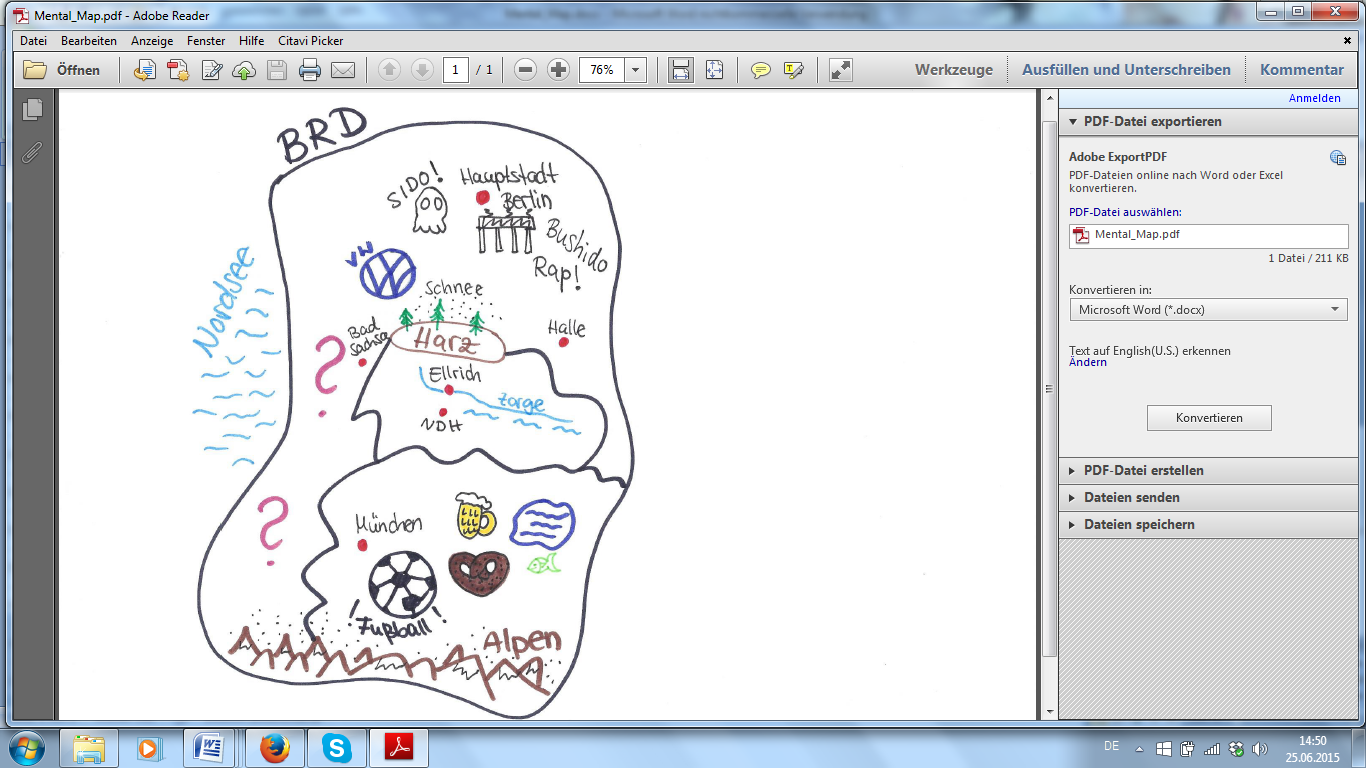 Mental_Map.pdf - Adobe Reader
Datei Bearbeiten Anzeige Fenster Hilfe Citavi Picker
Öffnen 1 / 1 76% Werkzeuge Ausfüllen und Unterschreiben Kommentar
Anmelden
PDF-Datei exportieren
Adobe ExportPDF
PDF-Dateien online nach Word oder Excel
konvertieren.
PDF-Datei auswählen:
Mental_Map.pdf
1 Datei / 211 KB
Konvertieren in:
Microsoft Word (*.docx)
Text auf English(U.S.) erkennen
Ändern
Konvertieren
PDF-Datei erstellen
Dateien senden
Dateien speichern
BRD
SIDO!
Hauptstadt
Berlin
Bushido
Rap!
VW
Nordsee
Schnee
Harz
Bad
Sachsa
Halle
?
Ellrich
Zorge
NDH
?
München
Fußball!
Alpen
DE
14:50
25.06.2015